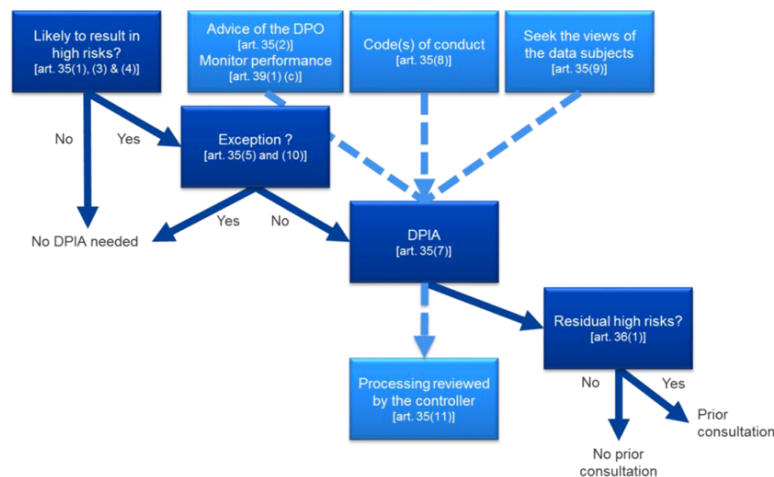 Likely to result in
high risks?
[art. 35(1), (3) & (4)]
Advice of the DPO
[art. 35(2)]
Monitor performance
[art. 39(1) (c)]
Code(s) of conduct
[art. 35(8)]
Seek the views of
the data subjects
[art. 35(9)]
No
Yes
Exception ?
[art. 35(5) and (10)]
Yes
No
No DPIA needed
DPIA
[art. 35(7)]
Residual high risks?
[art. 36(1)]
Processing reviewed
by the controller
[art. 35(11)]
No
Yes
Prior
consultation
No prior
consultation